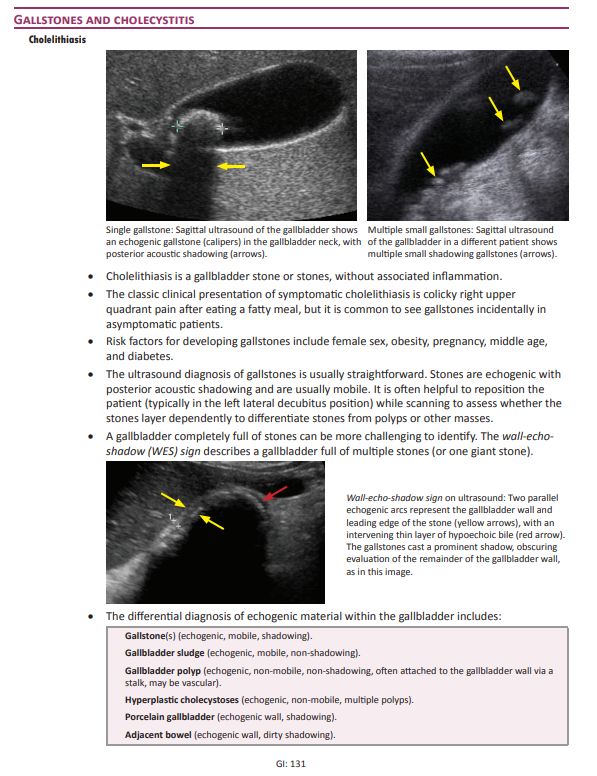 GALLSTONES AND CHOLECYSTITIS
Cholelithiasis
Single gallstone: Sagittal ultrasound of the gallbladder shows
an echogenic gallstone (calipers) in the gallbladder neck, with
posterior acoustic shadowing (arrows).
Multiple small gallstones: Sagittal ultrasound
of the gallbladder in a different patient shows
multiple small shadowing gallstones (arrows).
• Cholelithiasis is a gallbladder stone or stones, without associated inflammation.
• The classic clinical presentation of symptomatic cholelithiasis is colicky right upper
quadrant pain after eating a fatty meal, but it is common to see gallstones incidentally in
asymptomatic patients.
• Risk factors for developing gallstones include female sex, obesity, pregnancy, middle age,
and diabetes.
• The ultrasound diagnosis of gallstones is usually straightforward. Stones are echogenic with
posterior acoustic shadowing and are usually mobile. It is often helpful to reposition the
patient (typically in the left lateral decubitus position) while scanning to assess whether the
stones layer dependently to differentiate stones from polyps or other masses.
• A gallbladder completely full of stones can be more challenging to identify. The wall-echo-
shadow (WES) sign describes a gallbladder full of multiple stones (or one giant stone).
1
Wall-echo-shadow sign on ultrasound: Two parallel
echogenic arcs represent the gallbladder wall and
leading edge of the stone (yellow arrows), with an
intervening thin layer of hypoechoic bile (red arrow).
The gallstones cast a prominent shadow, obscuring
evaluation of the remainder of the gallbladder wall,
as in this image.
• The differential diagnosis of echogenic material within the gallbladder includes:
Gallstone(s) (echogenic, mobile, shadowing).
Gallbladder sludge (echogenic, mobile, non-shadowing).
Gallbladder polyp (echogenic, non-mobile, non-shadowing, often attached to the gallbladder wall via a
stalk, may be vascular).
Hyperplastic cholecystoses (echogenic, non-mobile, multiple polyps).
Porcelain gallbladder (echogenic wall, shadowing).
Adjacent bowel (echogenic wall, dirty shadowing).
GI: 131